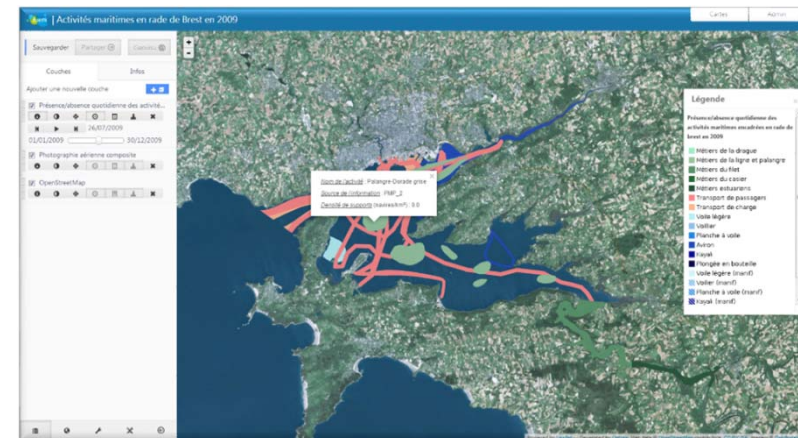 | Activités maritimes en rade de Brest en 2009
Cartes
Sauvegarder
Partager
Couches
Infos
Ajouter une nouvelle couche
Présence/absence quotidienne des activité...
26/07/2009
01/01/2009
30/12/2009
Photographie aérienne composite
OpenStreetMap
Nom de l'activité : Palangre Dorade grise
Source de l'information : PMP_2
Densité de supports (navires/km²) : 3.0
Légende
Présence/absence quotidienne des
activités maritimes encadrées en rade de
brest en 2009
Métiers de la drague
Métiers de la ligne et palangre
Métiers du filet
Métiers du casier
Métiers estuariens
Transport de passagers
Transport de charge
Voile légère
Voilier
Planche à voile
Aviron
Kayak
Plongée en bouteille
Voile légère (manif)
Voilier (manif)
Planche à voile (manif)
Kayak (manif)